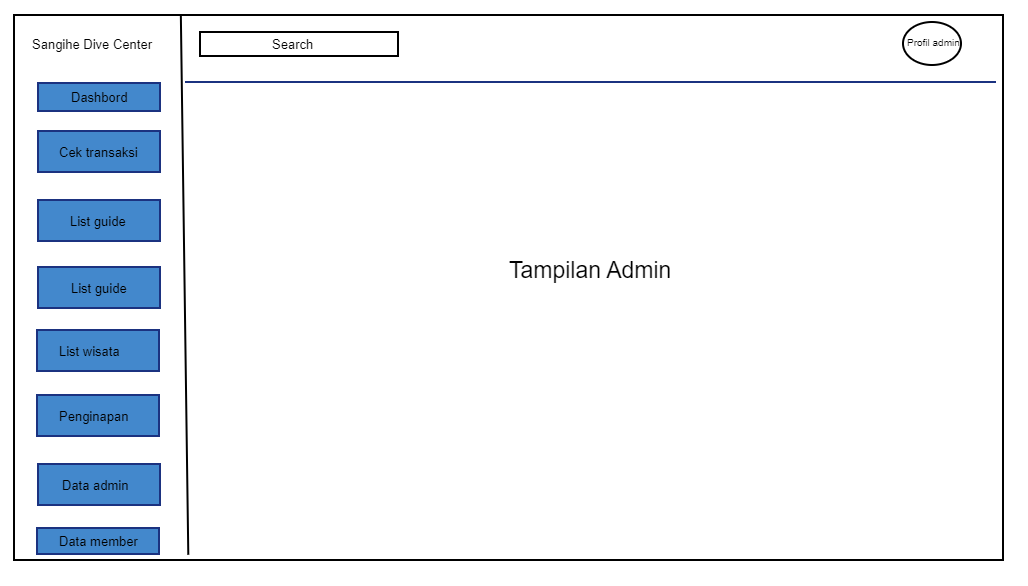 Sangihe Dive Center
Search
Profil admin
Dashbord
Cek transaksi
List guide
List guide
List wisata
Penginapan
Data admin
Data member
Tampilan Admin